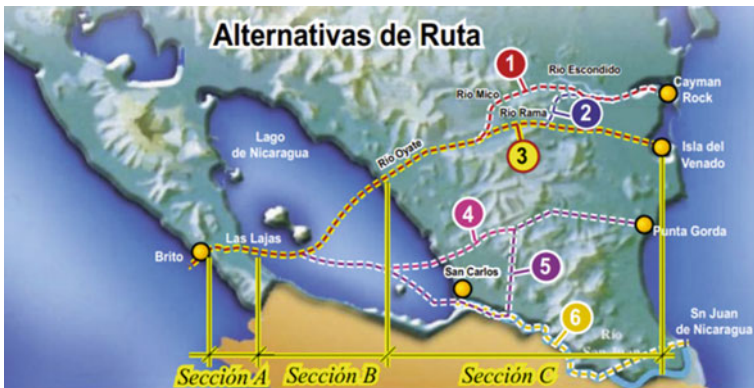 Alternativas de Ruta
1
Río Escondido
Cayman
Rock
Río Mico
2
Río Rama
3
Lago
de Nicaragua
Río Oyate
Isla del
Venado
4
Las Lajas
Punta Gorda
Brito
San Carlos
5
6
Sn Juan
de Nicaragua
Río
San
Sección A
Sección B
Sección C